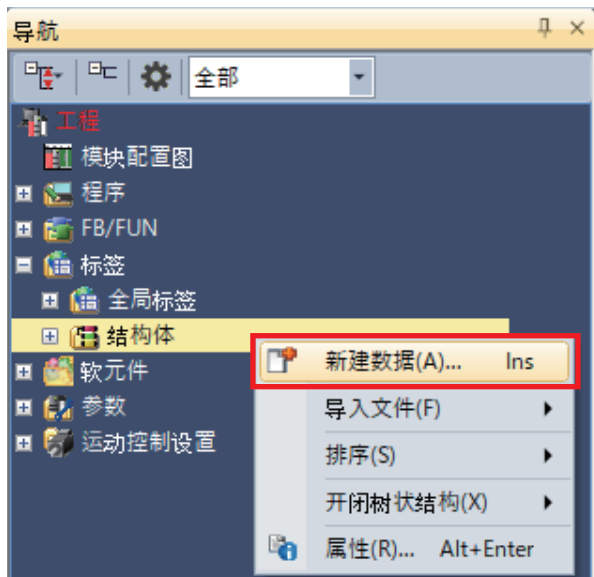 导航
全部
工程
模块配置图
程序
FB/FUN
标签
全局标签
结构体
新建数据(A)... Ins
软元件
导入文件(F)
参数
排序(S)
运动控制设置
开闭树状结构(X)
属性(R)... Alt+Enter